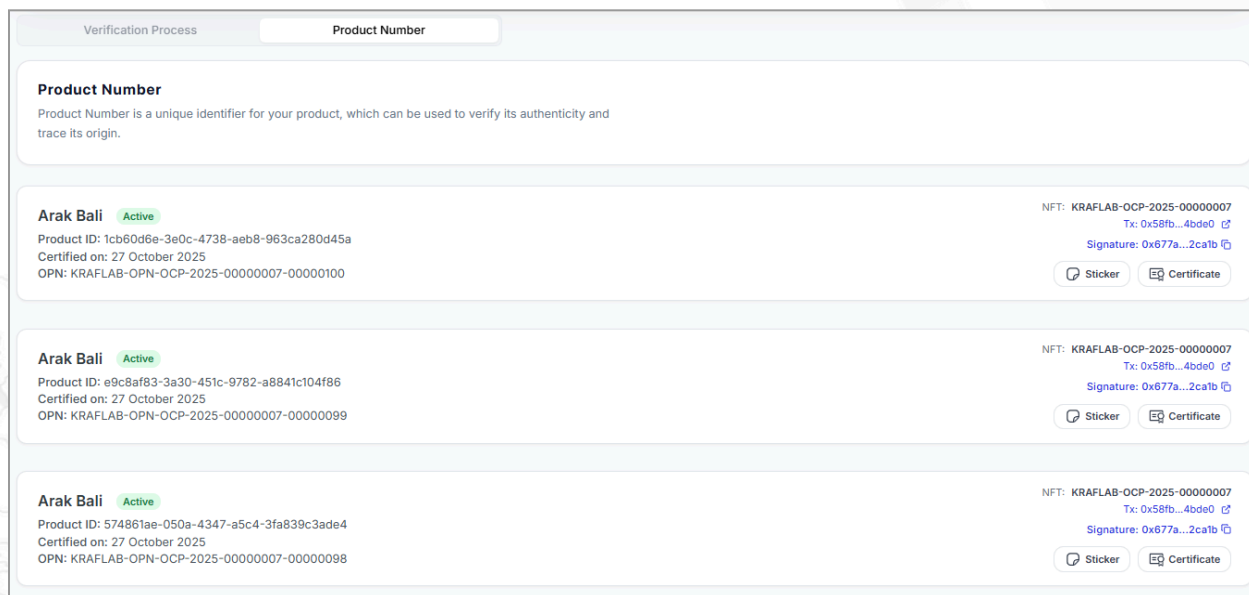 Verification Process
Product Number
Product Number
Product Number is a unique identifier for your product, which can be used to verify its authenticity and
trace its origin.
Arak Bali Active
Product ID: 1cb60d6e-3e0c-4738-aeb8-963ca280d45a
Certified on: 27 October 2025
OPN: KRAFLAB-OPN-OCP-2025-00000007-00000100
NFT: KRAFLAB-OCP-2025-00000007
Tx: 0x58fb...4bde0
Signature: 0x677a...2ca1b
Sticker Certificate
Arak Bali Active
Product ID: e9c8af83-3a30-451c-9782-a8841c104f86
Certified on: 27 October 2025
OPN: KRAFLAB-OPN-OCP-2025-00000007-00000099
NFT: KRAFLAB-OCP-2025-00000007
Tx: 0x58fb...4bde0
Signature: 0x677a...2ca1b
Sticker Certificate
Arak Bali Active
Product ID: 574861ae-050a-4347-a5c4-3fa839c3ade4
Certified on: 27 October 2025
OPN: KRAFLAB-OPN-OCP-2025-00000007-00000098
NFT: KRAFLAB-OCP-2025-00000007
Tx: 0x58fb...4bde0
Signature: 0x677a...2ca1b
Sticker Certificate